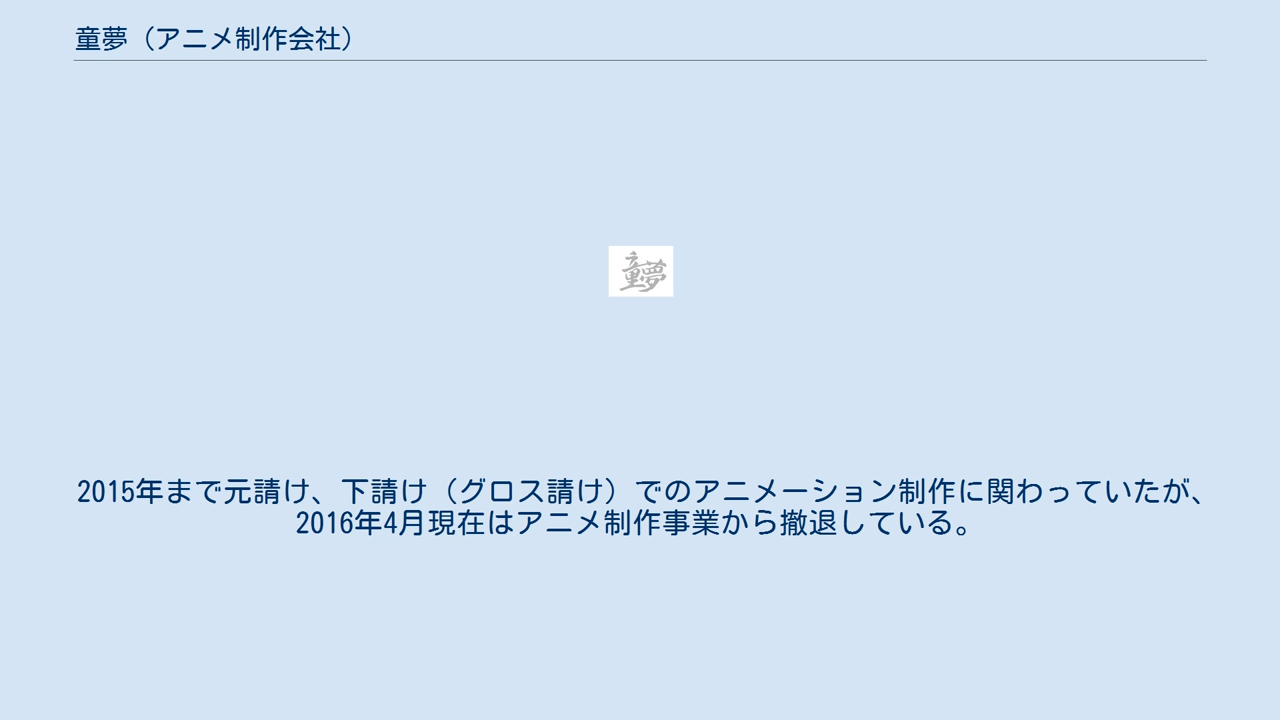 童夢（アニメ制作会社）
童夢
2015年まで元請け、下請け（グロス請け）でのアニメーション制作に関わっていたが、
2016年4月現在はアニメ制作事業から撤退している。